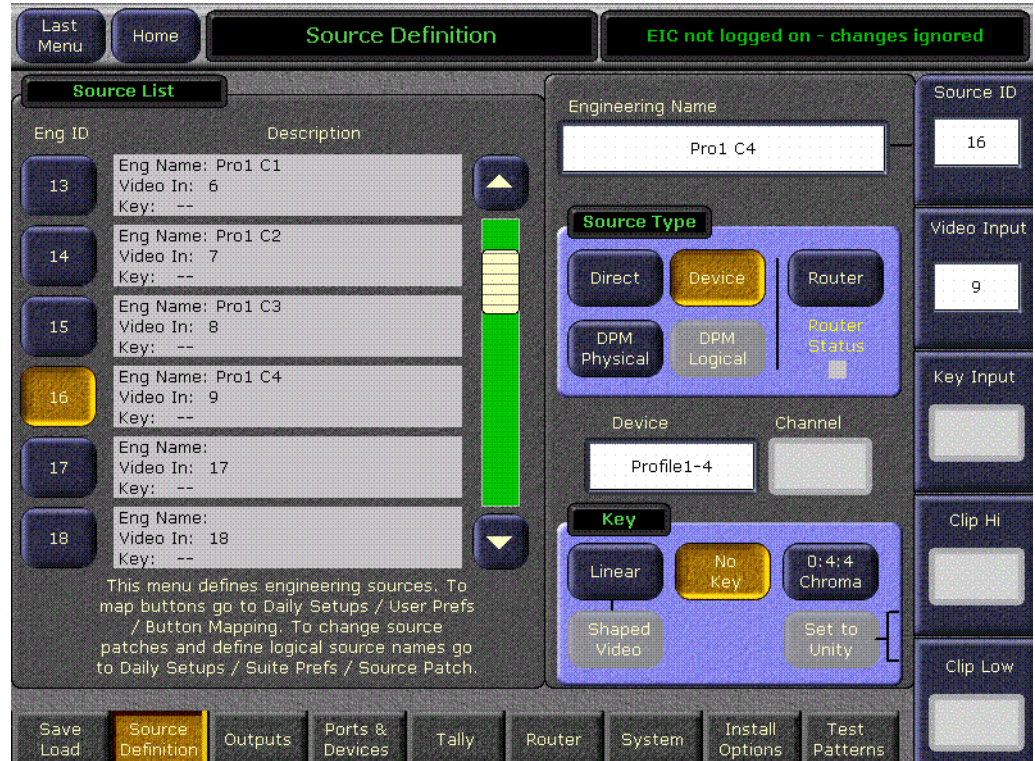 Last
Menu
Home
Source Definition
EIC not logged on - changes ignored
Source List
Eng ID
Description
13
Eng Name: Pro1 C1
Video In: 6
Key: --
14
Eng Name: Pro1 C2
Video In: 7
Key: --
15
Eng Name: Pro1 C3
Video In: 8
Key: --
16
Eng Name: Pro1 C4
Video In: 9
Key: --
17
Eng Name:
Video In: 17
Key: --
18
Eng Name:
Video In: 18
Key: --
This menu defines engineering sources. To
map buttons go to Daily Setups / User Prefs
/ Button Mapping. To change source
patches and define logical source names go
to Daily Setups / Suite Prefs / Source Patch.
Engineering Name
Pro1 C4
Source Type
Direct
Device
Router
DPM
Physical
DPM
Logical
Router
Status
Device
Channel
Profile1-4
Key
Linear
No
Key
0:4:4
Chroma
Shaped
Video
Set to
Unity
Source ID
16
Video Input
9
Key Input
Clip Hi
Clip Low
Save
Load
Source
Definition
Outputs
Ports &
Devices
Tally
Router
System
Install
Options
Test
Patterns